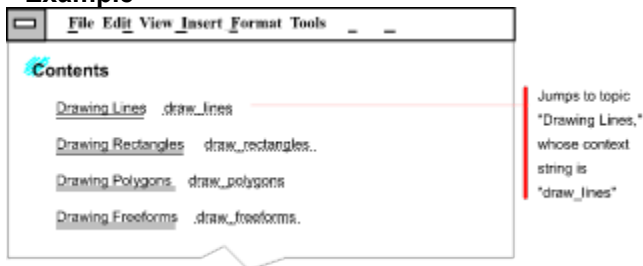 Example
File Edit View Insert Format Tools
Contents
Drawing Lines draw_lines
Drawing Rectangles draw_rectangles
Drawing Polygons draw_polygons
Drawing Freeforms draw_freeforms
Jumps to topic
"Drawing Lines,"
whose context
string is
"draw_lines"